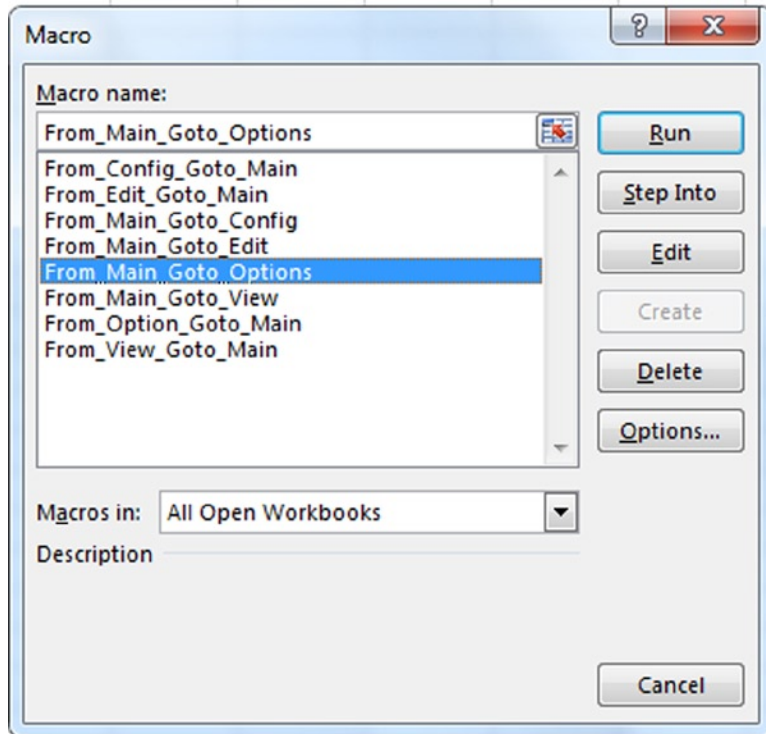 Macro
Macro name:
From_Main_Goto_Options
From_Config_Goto_Main
From_Edit_Goto_Main
From_Main_Goto_Config
From_Main_Goto_Edit
From_Main_Goto_Options
From_Main_Goto_View
From_Option_Goto_Main
From_View_Goto_Main
Run
Step Into
Edit
Create
Delete
Options...
Macros in: All Open Workbooks
Description
Cancel